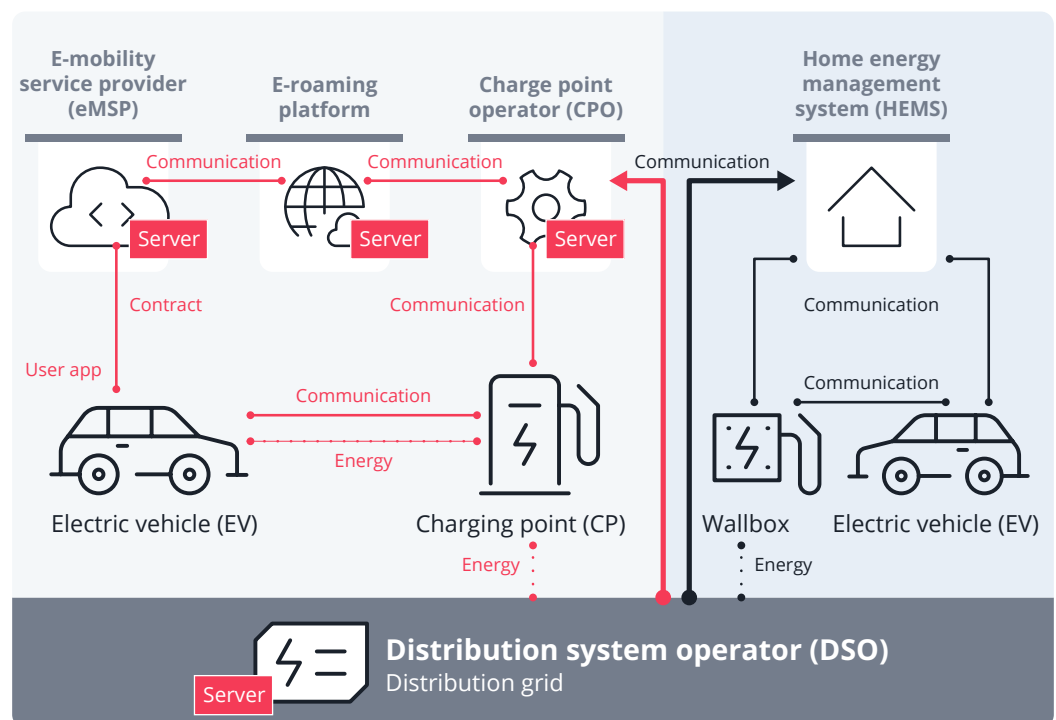 E-mobility
service provider
(eMSP)
E-roaming
platform
Charge point
operator (CPO)
Home energy
management
system (HEMS)
Communication
Communication
Communication
Server
Server
Server
Contract
Communication
Communication
User app
Communication
Communication
Energy
Electric vehicle (EV)
Charging point (CP)
Wallbox
Electric vehicle (EV)
Energy
Energy
Distribution system operator (DSO)
Distribution grid
Server